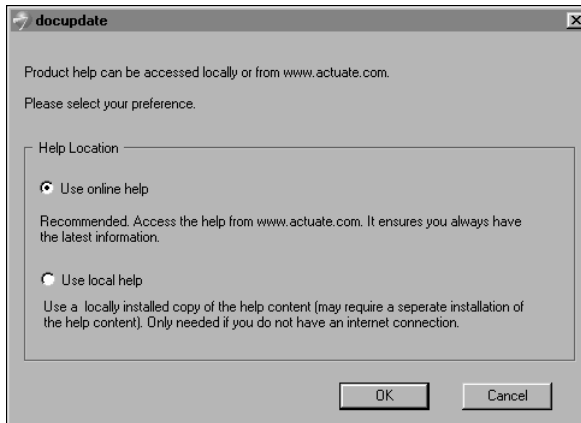 docupdate
Product help can be accessed locally or from www.actuate.com.
Please select your preference.
Help Location
Use online help
Recommended. Access the help from www.actuate.com. It ensures you always have
the latest information.
Use local help
Use a  locally installed copy of the help content (may require a seperate installation of
the help content). Only needed if you do not have an internet connection.
OK
Cancel